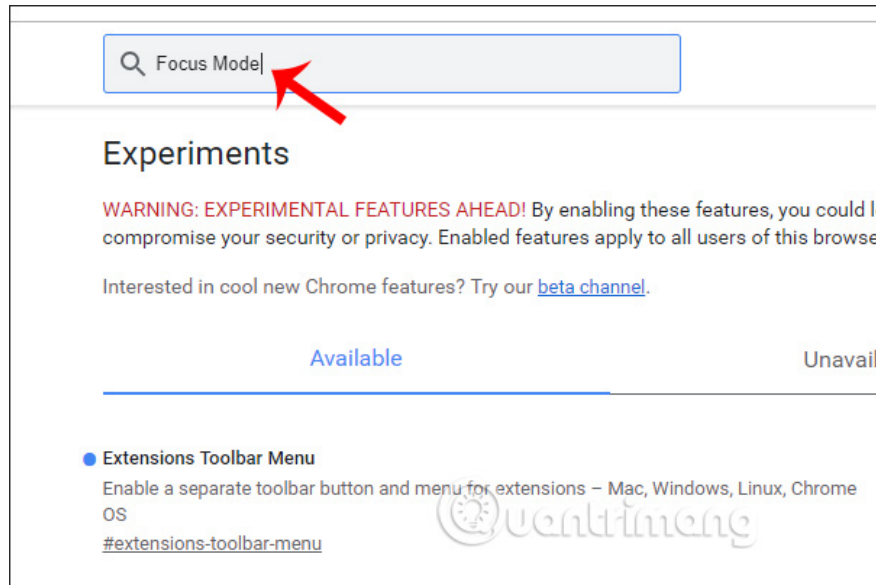 Focus Mode
Experiments
WARNING: EXPERIMENTAL FEATURES AHEAD! By enabling these features, you could
compromise your security or privacy. Enabled features apply to all users of this
Interested in cool new Chrome features? Try our beta channel.
Available
Extensions Toolbar Menu
Enable a separate toolbar button and menu for extensions – Mac, Windows, Linux, Chrome
OS
Quantrimang
#extensions-toolbar-menu